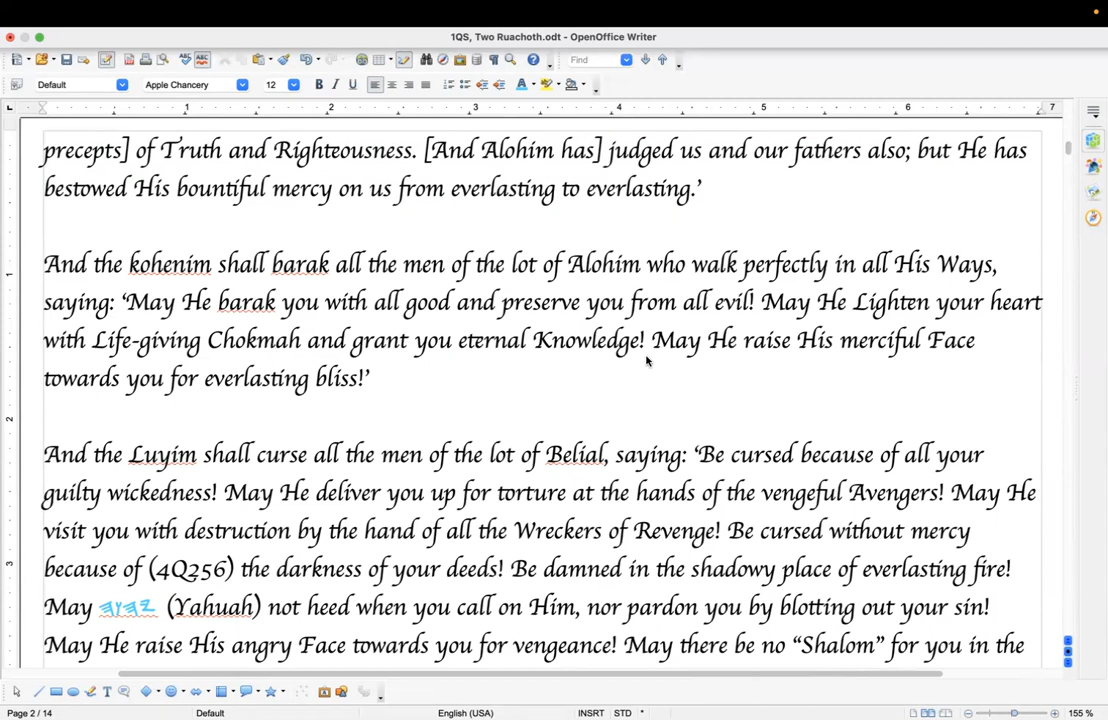 1QS, Two Ruachoth.odt - OpenOffice Writer
Find
Default Apple Chancery 12 B I U A
1 2 3 4 5 6 7
precepts] of Truth and Righteousness. [And Alohim has] judged us and our fathers also; but He has
bestowed His bountiful mercy on us from everlasting to everlasting.’
And the kohenim shall barak all the men of the lot of Alohim who walk perfectly in all His Ways,
saying: ‘May He barak you with all good and preserve you from all evil! May He Lighten your heart
with Life-giving Chokmah and grant you eternal Knowledge! May He raise His merciful Face
towards you for everlasting bliss!’
And the Luyim shall curse all the men of the lot of Belial, saying: ‘Be cursed because of all your
guilty wickedness! May He deliver you up for torture at the hands of the vengeful Avengers! May He
visit you with destruction by the hand of all the Wreckers of Revenge! Be cursed without mercy
because of (4Q256) the darkness of your deeds! Be damned in the shadowy place of everlasting fire!
May 𐤉𐤄𐤅𐤄 (Yahuah) not heed when you call on Him, nor pardon you by blotting out your sin!
May He raise His angry Face towards you for vengeance! May there be no “Shalom” for you in the
Page 2 / 14 Default English (USA) INSRT STD * 155 %